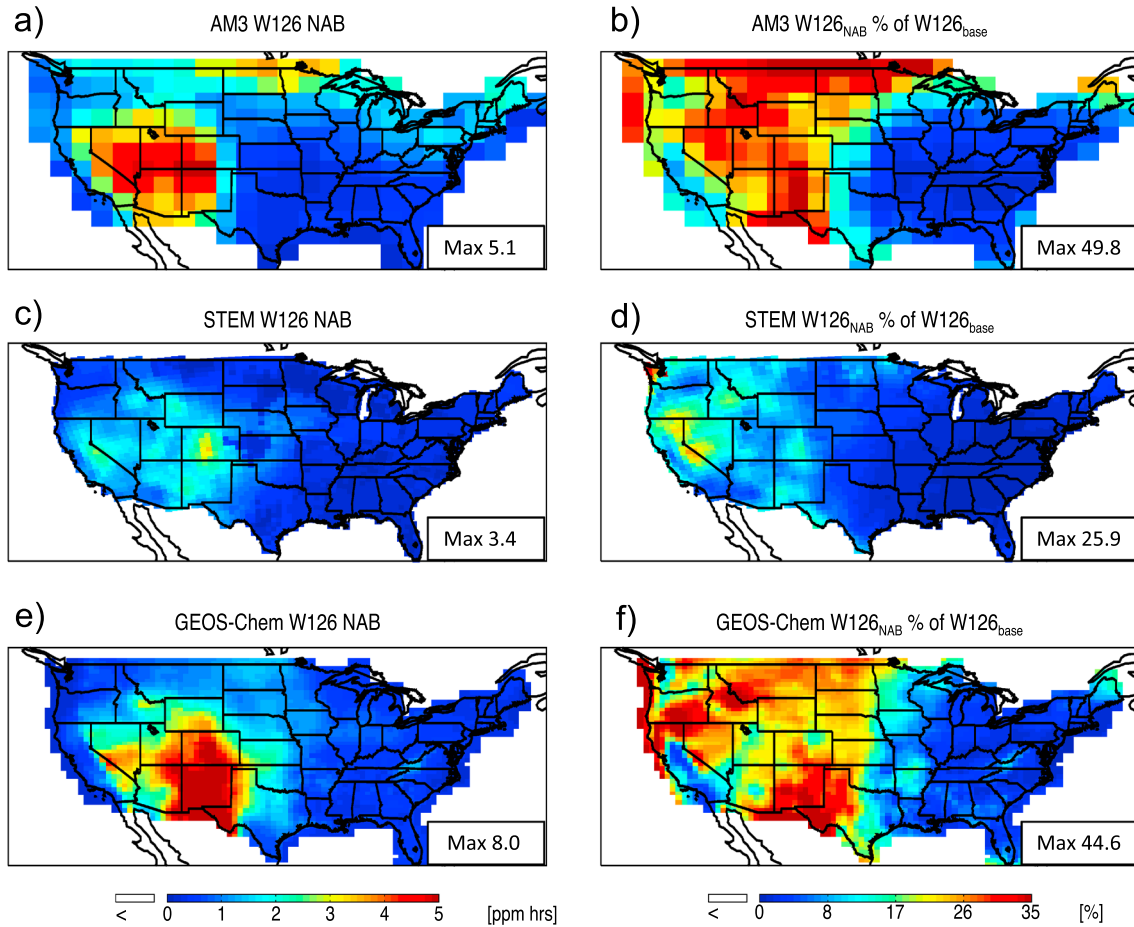 a) AM3 W126 NAB
b) AM3 W126NAB % of W126base
Max 5.1
Max 49.8
c) STEM W126 NAB
d) STEM W126NAB % of W126base
Max 3.4
Max 25.9
e) GEOS-Chem W126 NAB
f) GEOS-Chem W126NAB % of W126base
Max 8.0
Max 44.6
< 0 1 2 3 4 5 [ppm hrs]
< 0 8 17 26 35 [%]